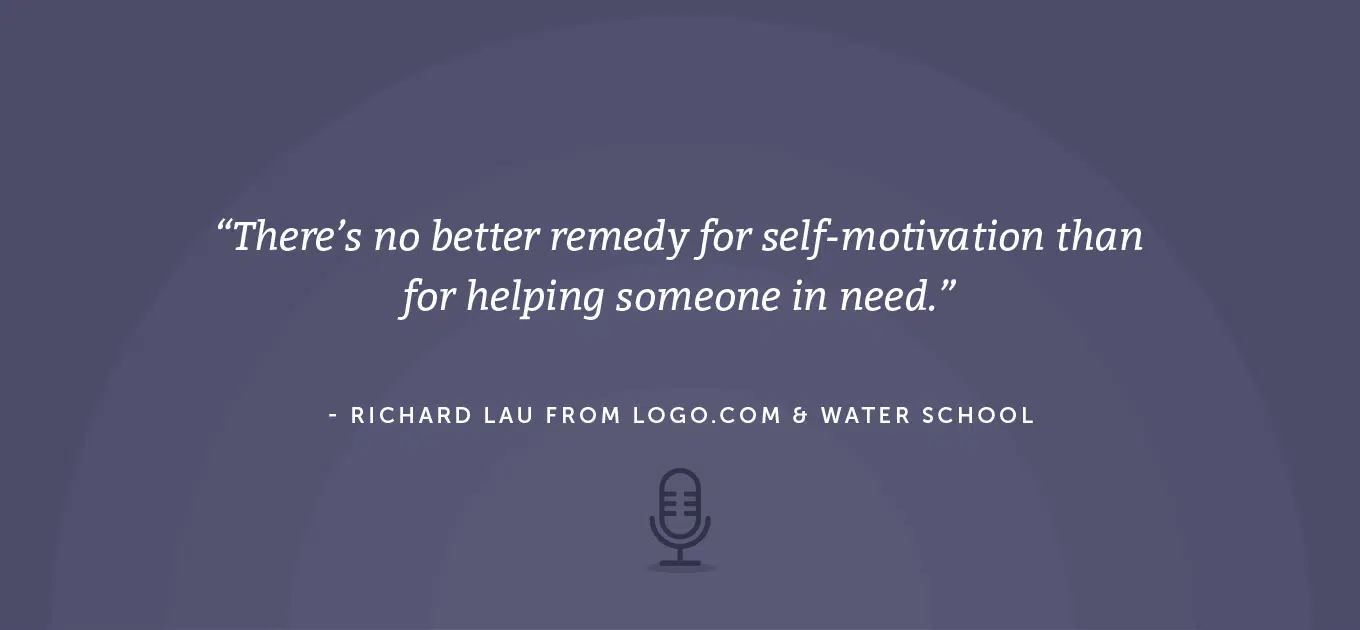 “There’s no better remedy for self-motivation than
for helping someone in need.”
- RICHARD LAU FROM LOGO.COM & WATER SCHOOL